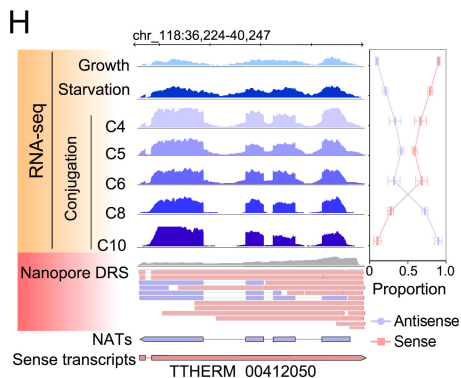 H
chr_118:36,224-40,247
RNA-seq
Growth
Starvation
Conjugation
C4
C5
C6
C8
C10
Nanopore DRS
NATs
Sense transcripts
TTHERM_00412050
0 0.5 1.0
Proportion
Antisense
Sense